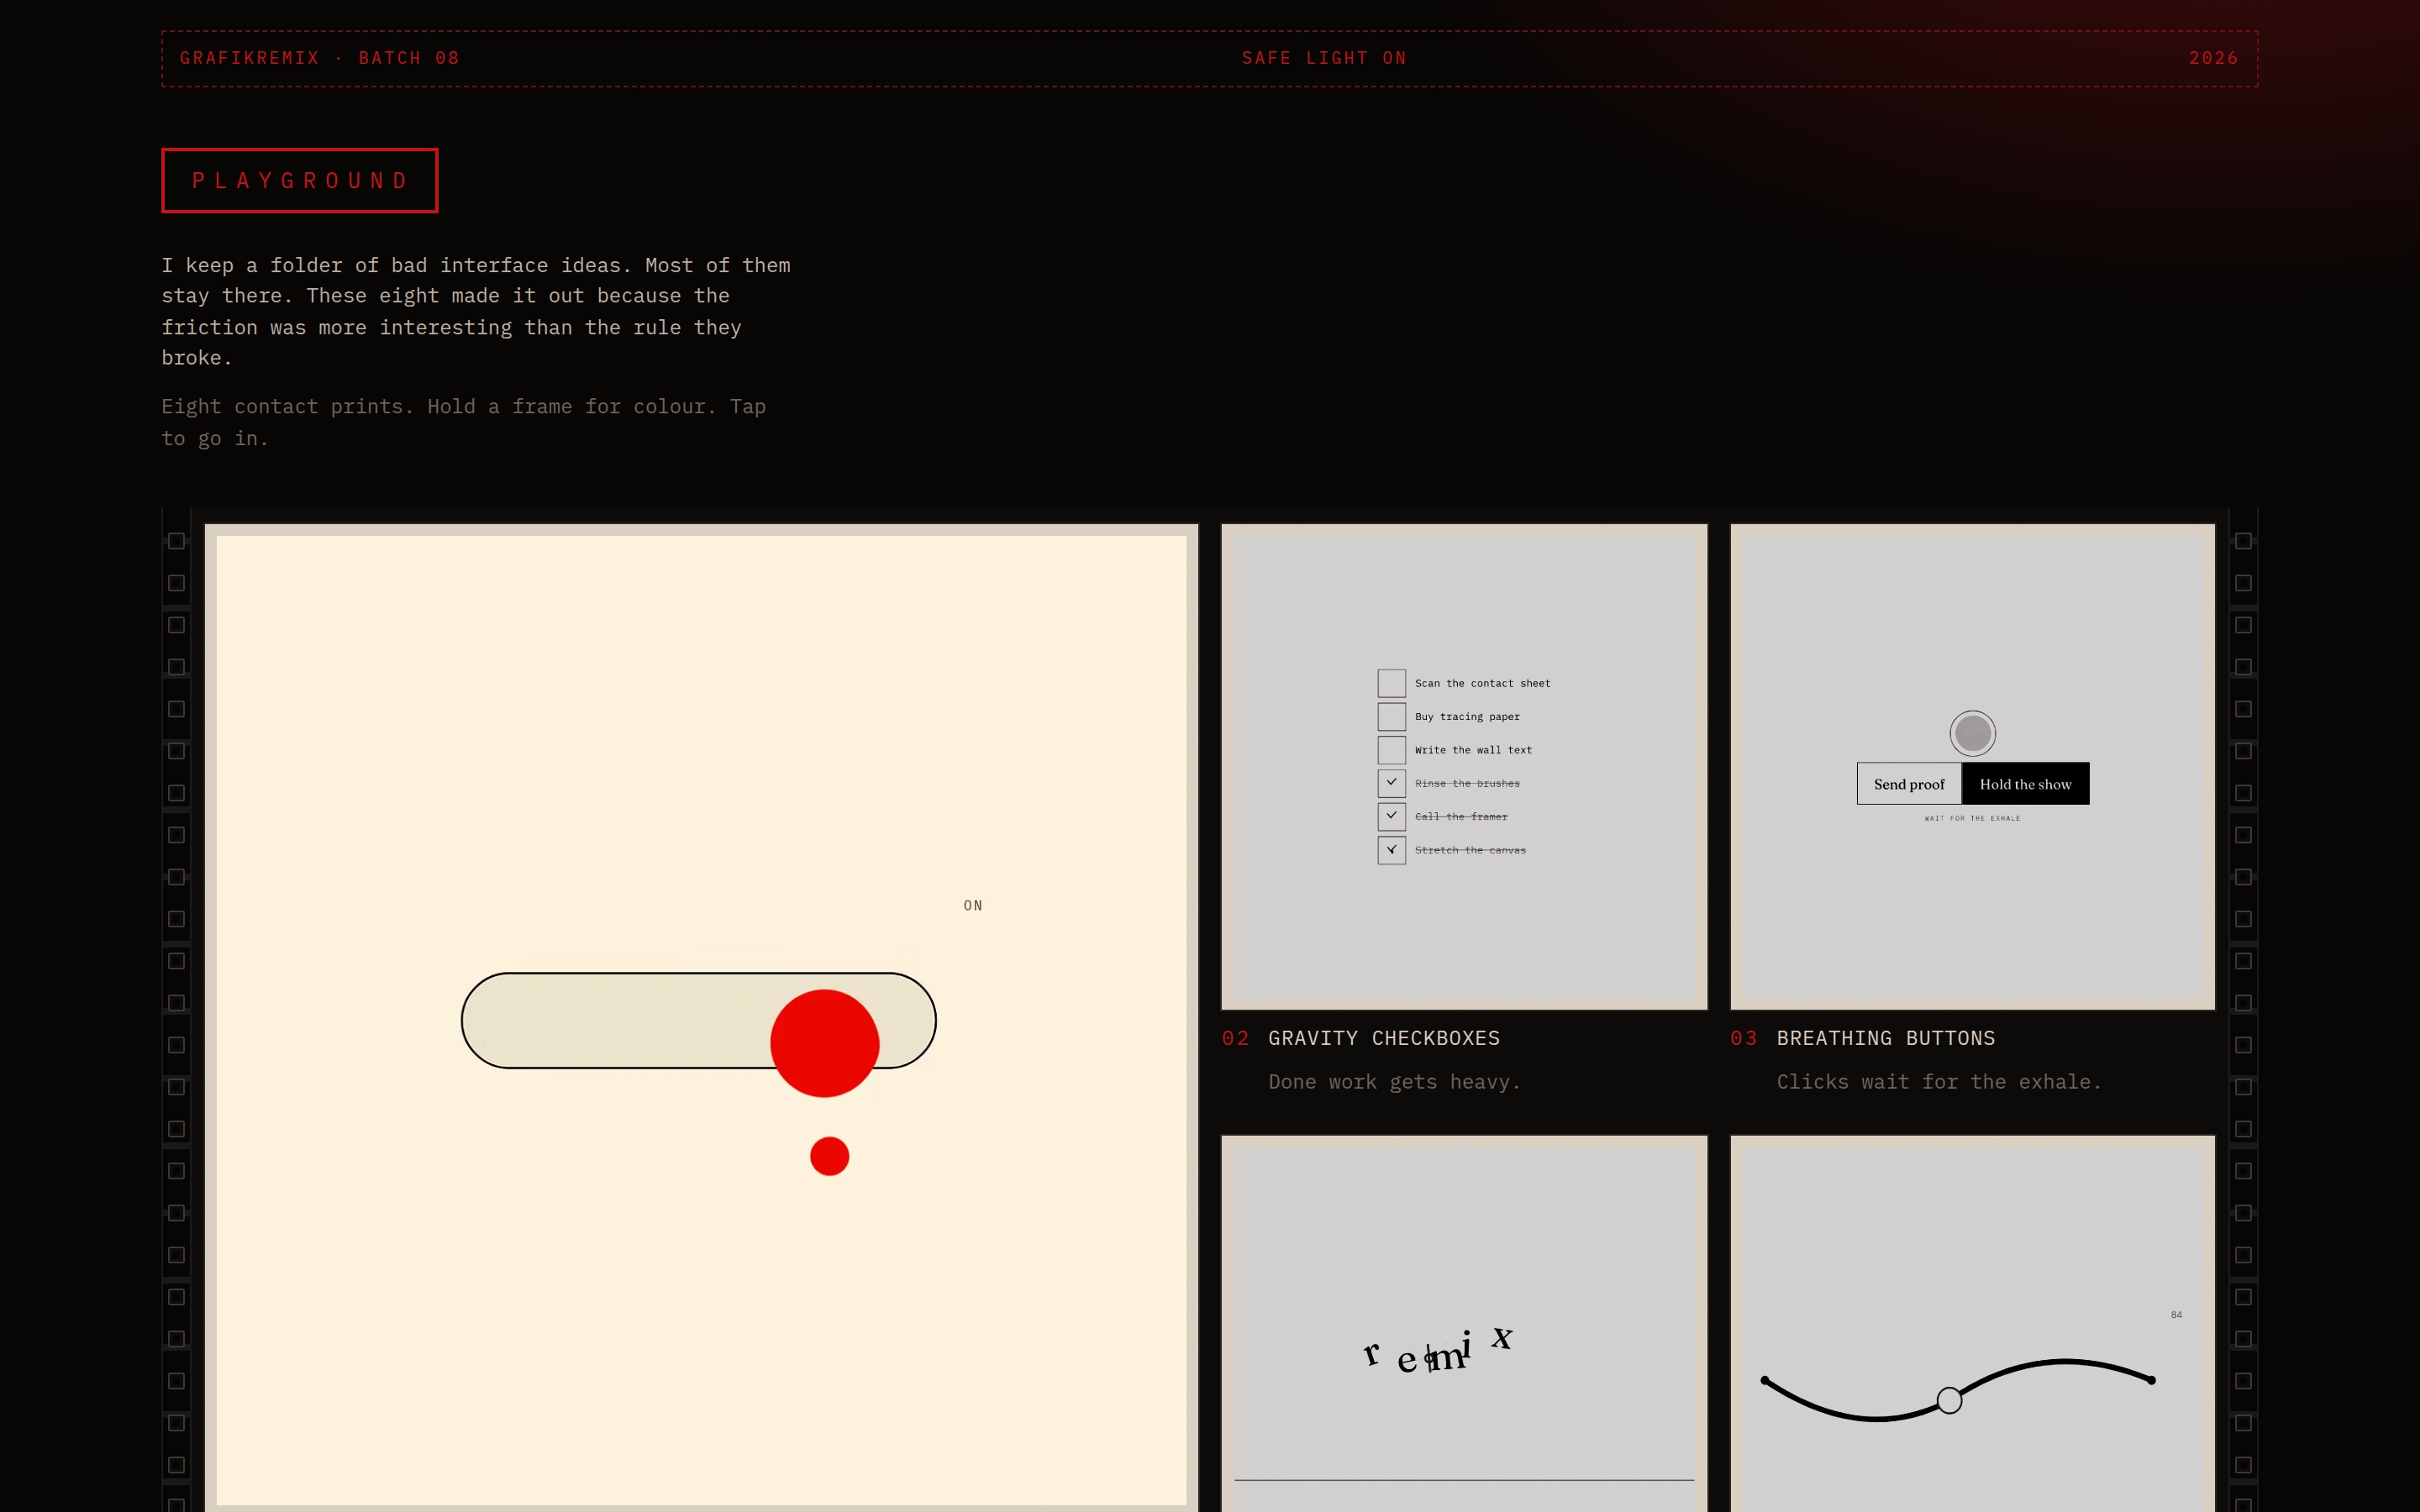 GRAFIKREMIX · BATCH 08
SAFE LIGHT ON
2026
PLAYGROUND
I keep a folder of bad interface ideas. Most of them
stay there. These eight made it out because the
friction was more interesting than the rule they
broke.
Eight contact prints. Hold a frame for colour. Tap
to go in.
ON
Scan the contact sheet
Buy tracing paper
Write the wall text
Rinse the brushes
Call the framer
Stretch the canvas
Send proof
Hold the show
WAIT FOR THE EXHALE
02 GRAVITY CHECKBOXES
Done work gets heavy.
03 BREATHING BUTTONS
Clicks wait for the exhale.
remix
84